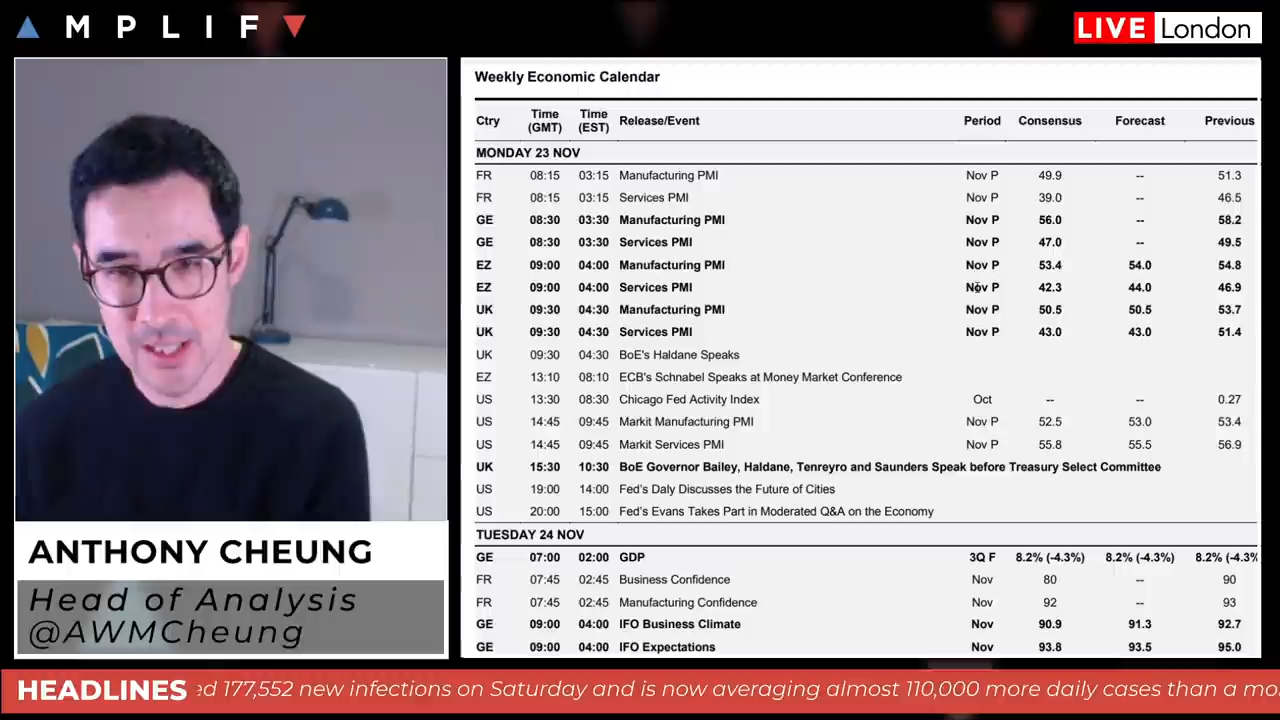 ▲ M P L I F ▼
LIVE London
Weekly Economic Calendar
Ctry Time (GMT) Time (EST) Release/Event Period Consensus Forecast Previous
MONDAY 23 NOV
FR 08:15 03:15 Manufacturing PMI Nov P 49.9 -- 51.3
FR 08:15 03:15 Services PMI Nov P 39.0 -- 46.5
GE 08:30 03:30 Manufacturing PMI Nov P 56.0 -- 58.2
GE 08:30 03:30 Services PMI Nov P 47.0 -- 49.5
EZ 09:00 04:00 Manufacturing PMI Nov P 53.4 54.0 54.8
EZ 09:00 04:00 Services PMI Nov P 42.3 44.0 46.9
UK 09:30 04:30 Manufacturing PMI Nov P 50.5 50.5 53.7
UK 09:30 04:30 Services PMI Nov P 43.0 43.0 51.4
UK 09:30 04:30 BoE's Haldane Speaks
EZ 13:10 08:10 ECB's Schnabel Speaks at Money Market Conference
US 13:30 08:30 Chicago Fed Activity Index Oct -- -- 0.27
US 14:45 09:45 Markit Manufacturing PMI Nov P 52.5 53.0 53.4
US 14:45 09:45 Markit Services PMI Nov P 55.8 55.5 56.9
UK 15:30 10:30 BoE Governor Bailey, Haldane, Tenreyro and Saunders Speak before Treasury Select Committee
US 19:00 14:00 Fed's Daly Discusses the Future of Cities
US 20:00 15:00 Fed's Evans Takes Part in Moderated Q&A on the Economy
TUESDAY 24 NOV
GE 07:00 02:00 GDP 3Q F 8.2% (-4.3%) 8.2% (-4.3%) 8.2% (-4.3%
FR 07:45 02:45 Business Confidence Nov 80 -- 90
FR 07:45 02:45 Manufacturing Confidence Nov 92 -- 93
GE 09:00 04:00 IFO Business Climate Nov 90.9 91.3 92.7
GE 09:00 04:00 IFO Expectations Nov 93.8 93.5 95.0
ANTHONY CHEUNG
Head of Analysis
@AWMCheung
HEADLINES ed 177,552 new infections on Saturday and is now averaging almost 110,000 more daily cases than a mo